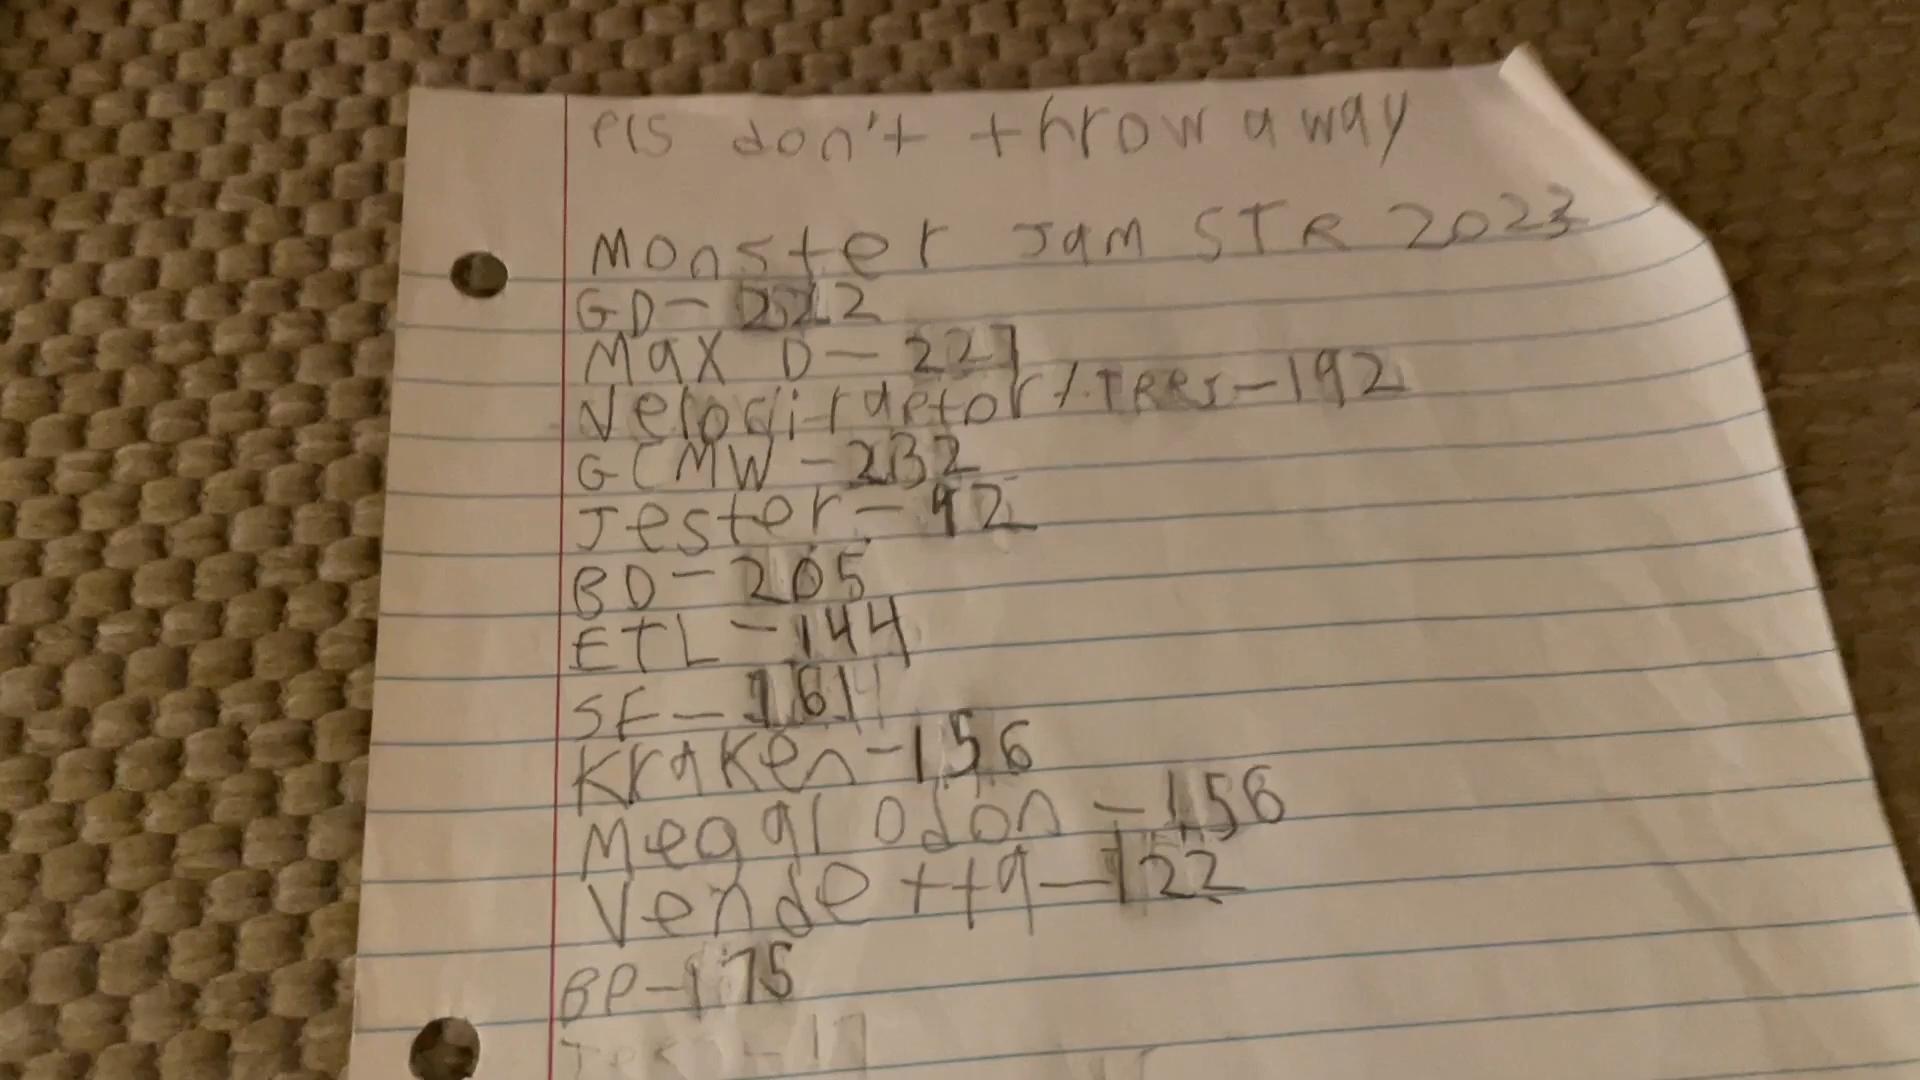 Pls don't throw away
Monster Jam STR 2023
GD - 222
Max D - 227
Velociraptor / - 192
GCMW - 232
Jester - 92
BD - 205
ETL - 144
SF - 161
Kraken - 156
Megalodon - 156
Vendetta - 122
BP - 175